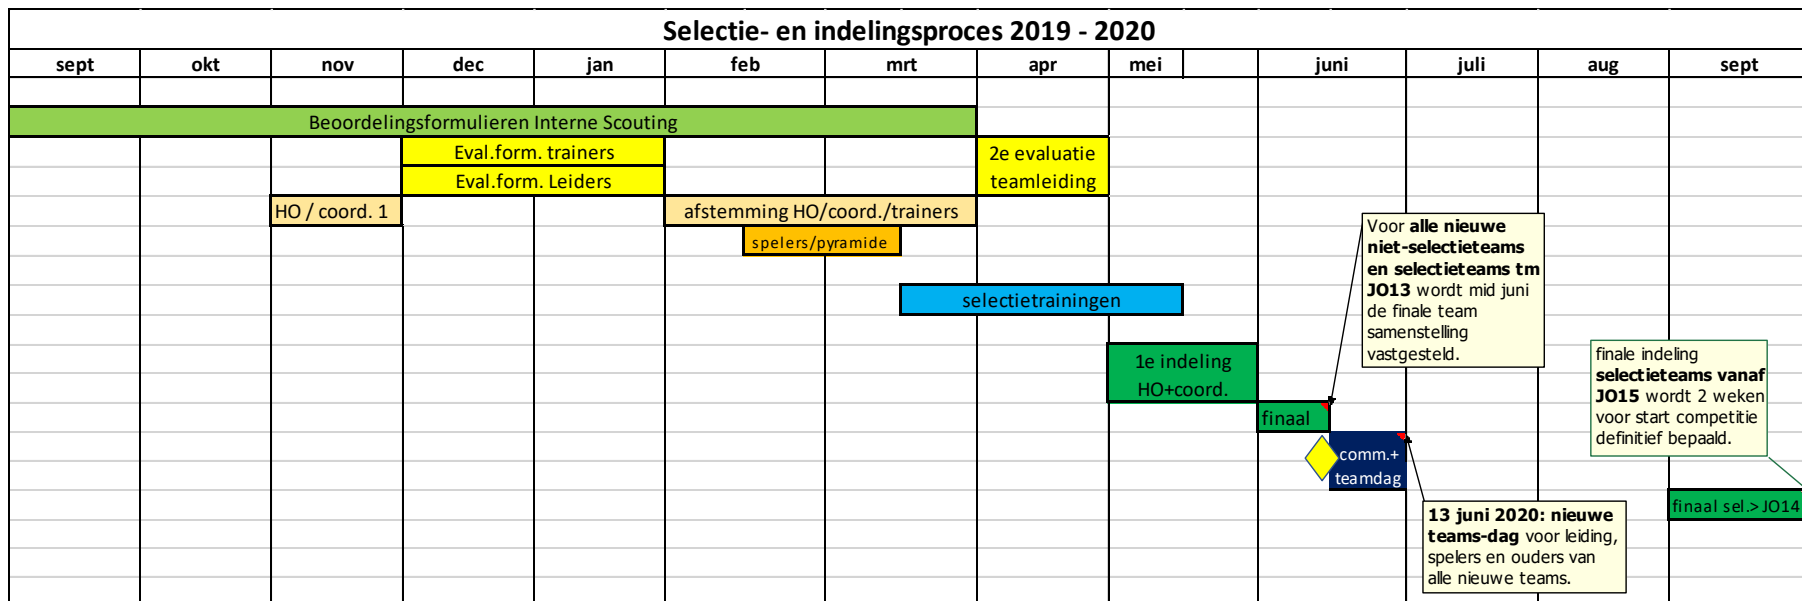 Selectie- en indelingsproces 2019 - 2020
sept okt nov dec jan feb mrt apr mei juni juli aug sept
Beoordelingsformulieren Interne Scouting
Eval.form. trainers
Eval.form. Leiders
2e evaluatie
teamleiding
HO / coord. 1
afstemming HO/coord./trainers
spelers/pyramide
selectietrainingen
Voor alle nieuwe
niet-selectieteams
en selectieteams tm
JO13 wordt mid juni
de finale team
samenstelling
vastgesteld.
1e indeling
HO+coord.
finale indeling
selectieteams vanaf
JO15 wordt 2 weken
voor start competitie
definitief bepaald.
finaal
comm.+
teamdag
finaal sel.> JO14
13 juni 2020: nieuwe
teams-dag voor leiding,
spelers en ouders van
alle nieuwe teams.